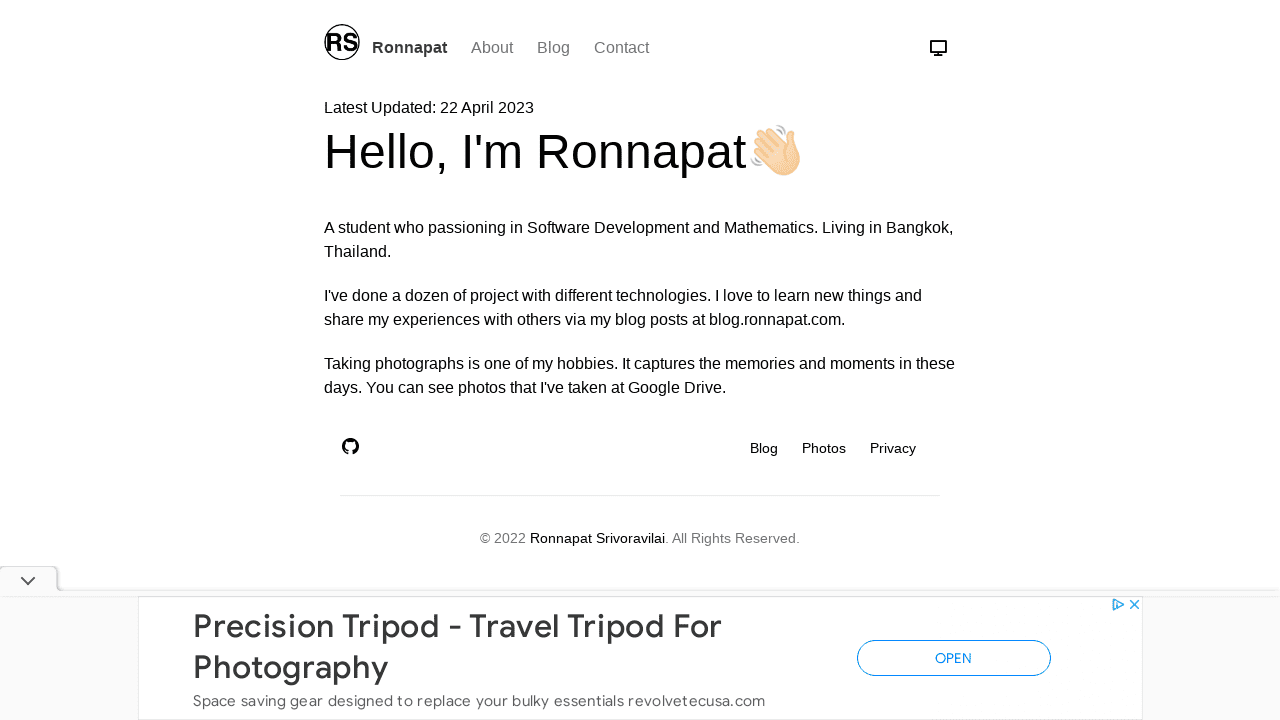 RS
Ronnapat About Blog Contact
Latest Updated: 22 April 2023
Hello, I'm Ronnapat👋🏻
A student who passioning in Software Development and Mathematics. Living in Bangkok,
Thailand.
I've done a dozen of project with different technologies. I love to learn new things and
share my experiences with others via my blog posts at blog.ronnapat.com.
Taking photographs is one of my hobbies. It captures the memories and moments in these
days. You can see photos that I've taken at Google Drive.
Blog Photos Privacy
© 2022 Ronnapat Srivoravilai. All Rights Reserved.
Precision Tripod - Travel Tripod For
Photography
Space saving gear designed to replace your bulky essentials revolvetecusa.com
OPEN